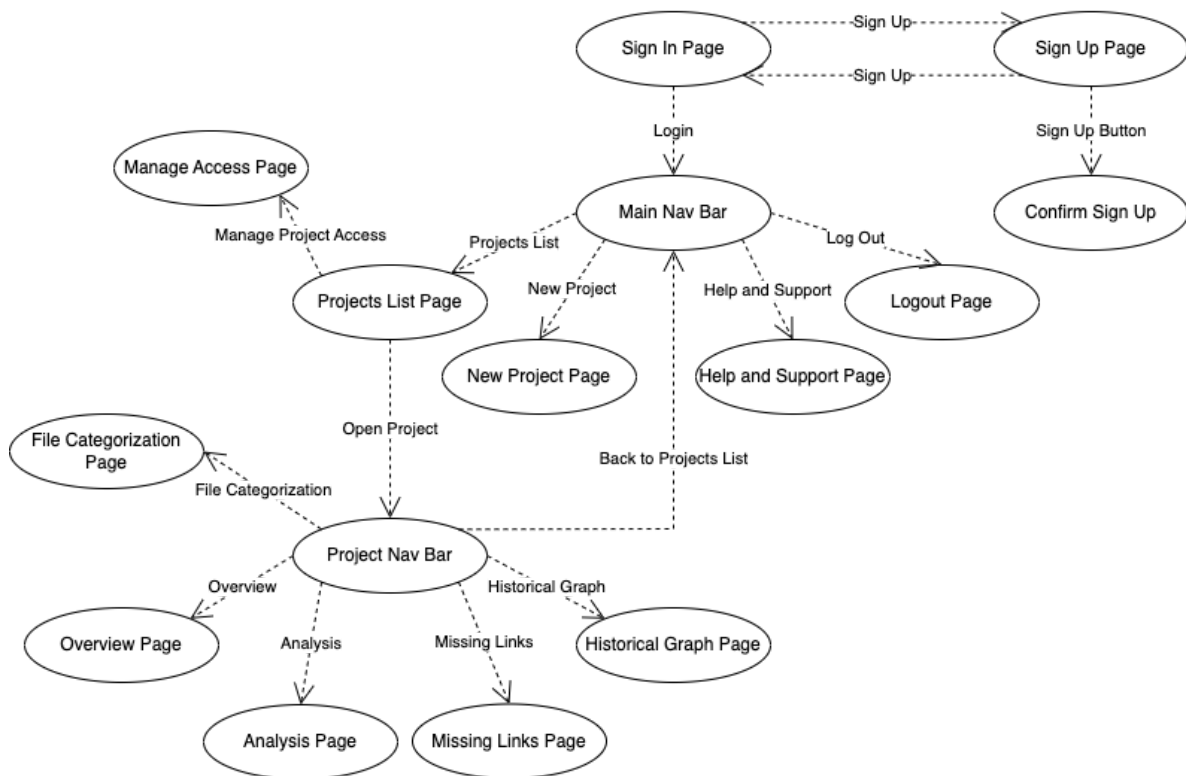 Sign In Page
Sign Up
Sign Up Page
Sign Up
Login
Sign Up Button
Manage Access Page
Main Nav Bar
Confirm Sign Up
Manage Project Access
Projects List
Log Out
New Project
Help and Support
Projects List Page
Logout Page
New Project Page
Help and Support Page
Open Project
File Categorization
Page
Back to Projects List
File Categorization
Project Nav Bar
Overview
Historical Graph
Overview Page
Analysis
Missing Links
Historical Graph Page
Analysis Page
Missing Links Page